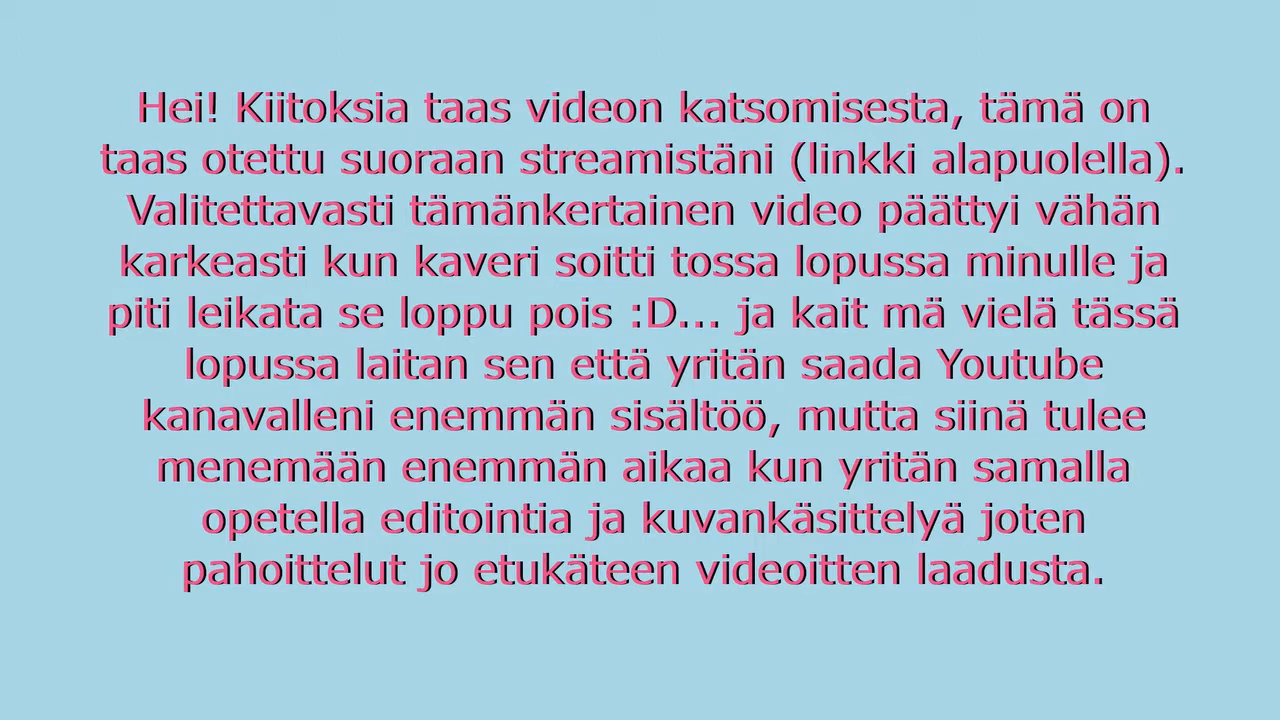 Hei! Kiitoksia taas videon katsomisesta, tämä on
taas otettu suoraan streamistäni (linkki alapuolella).
Valitettavasti tämänkertainen video päättyi vähän
karkeasti kun kaveri soitti tossa lopussa minulle ja
piti leikata se loppu pois :D... ja kait mä vielä tässä
lopussa laitan sen että yritän saada Youtube
kanavalleni enemmän sisältöö, mutta siinä tulee
menemään enemmän aikaa kun yritän samalla
opetella editointia ja kuvankäsittelyä joten
pahoittelut jo etukäteen videoitten laadusta.